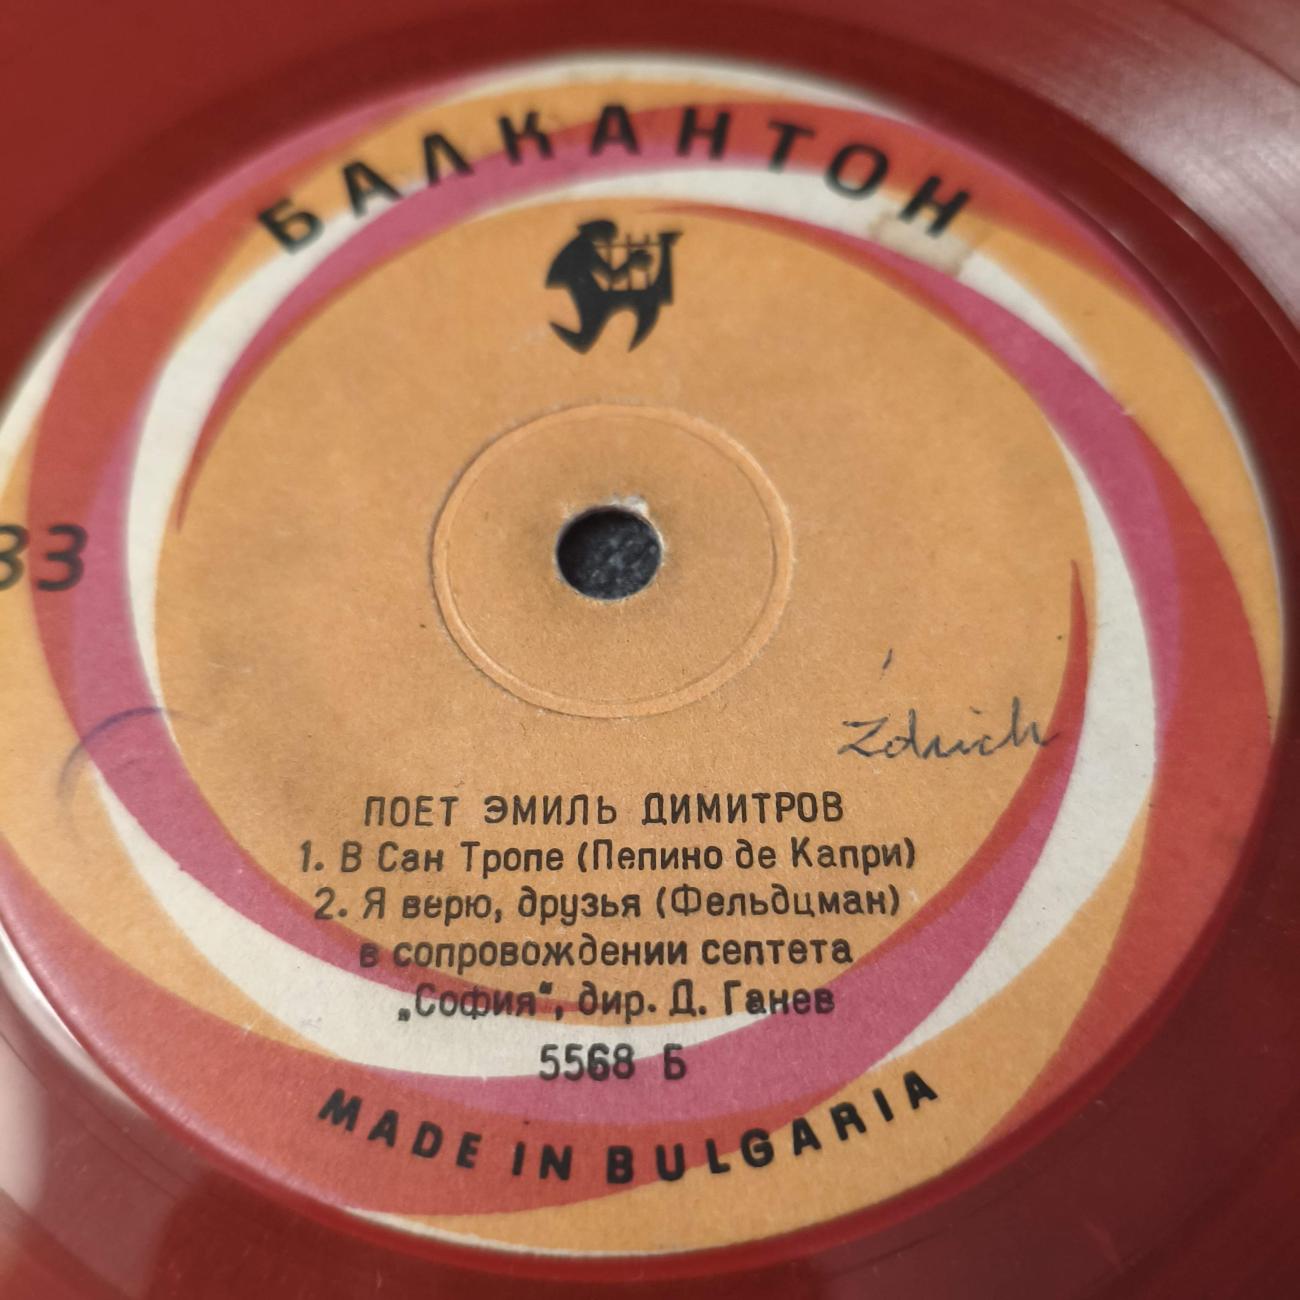 БАЛКАНТОН
33
Zdrich
ПОЕТ ЭМИЛЬ ДИМИТРОВ
1. В Сан Тропе (Пепино де Капри)
2. Я верю, друзья (Фельдцман)
в сопровождении септета
„София“, дир. Д. Ганев
5568 Б
MADE IN BULGARIA